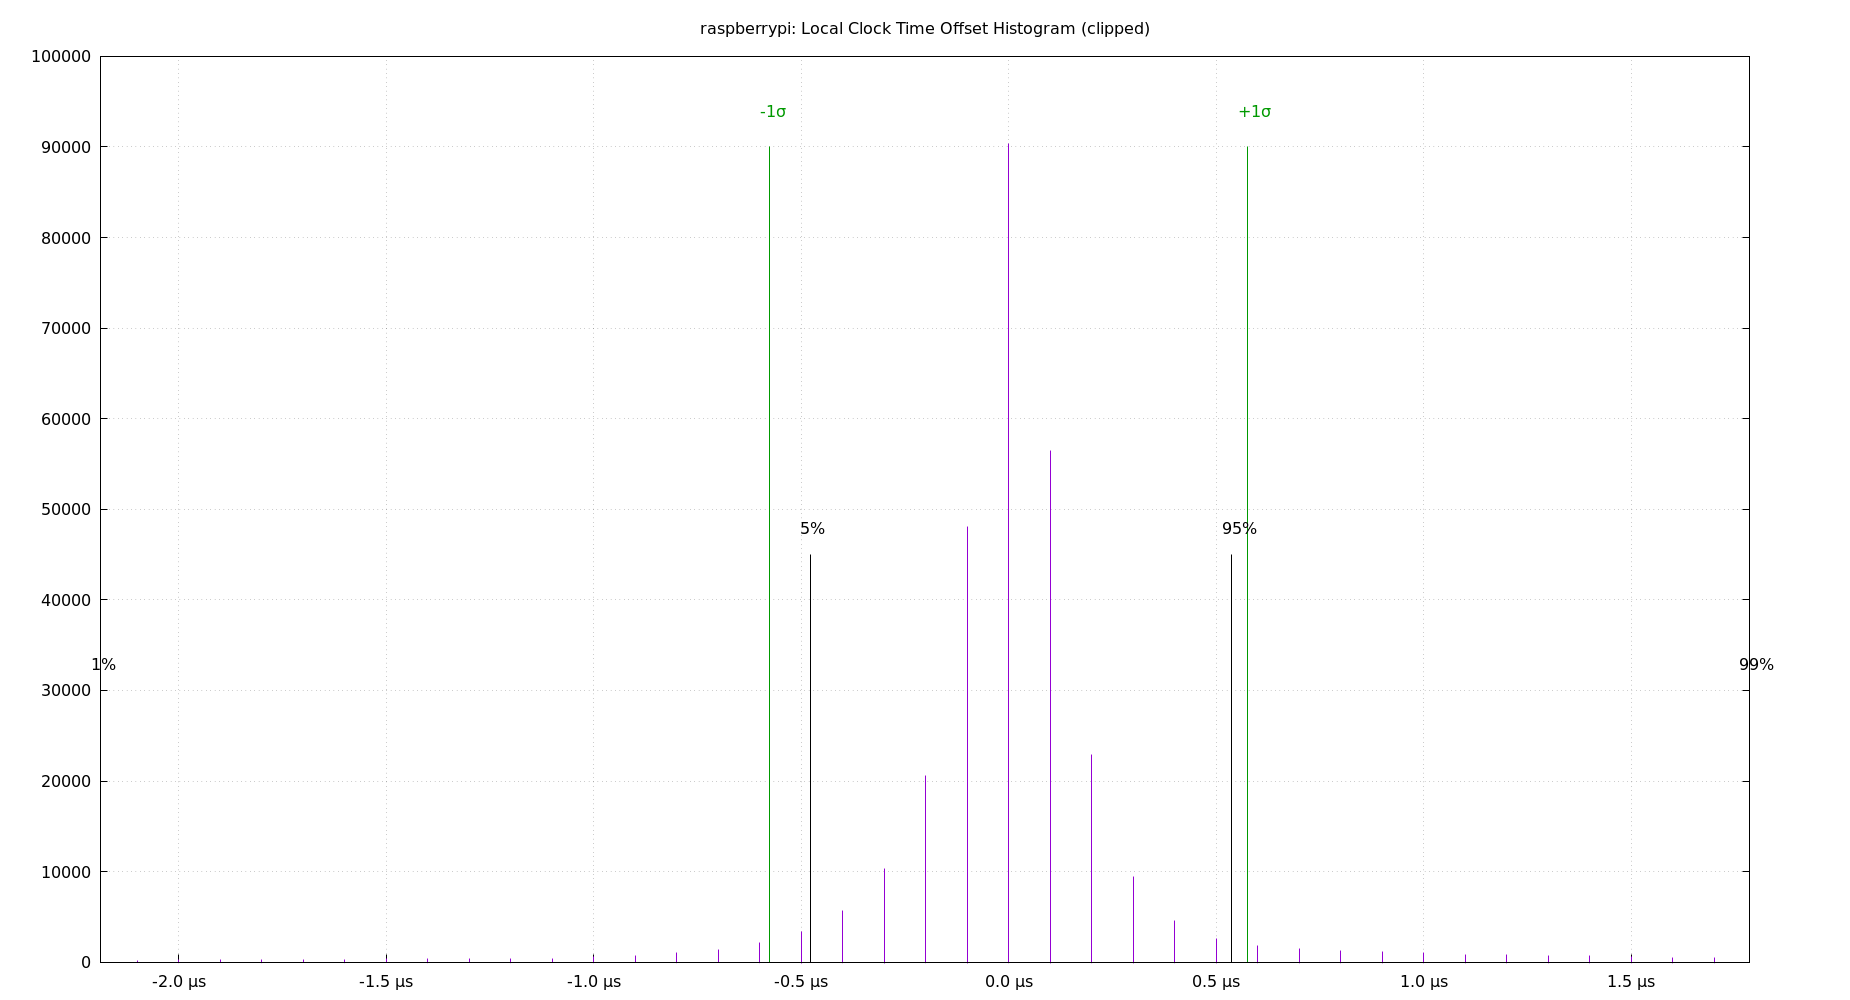 raspberrypi: Local Clock Time Offset Histogram (clipped)
100000
-1σ
+1σ
90000
80000
70000
60000
50000
5%
95%
40000
1%
99%
30000
20000
10000
0
-2.0 µs
-1.5 µs
-1.0 µs
-0.5 µs
0.0 µs
0.5 µs
1.0 µs
1.5 µs